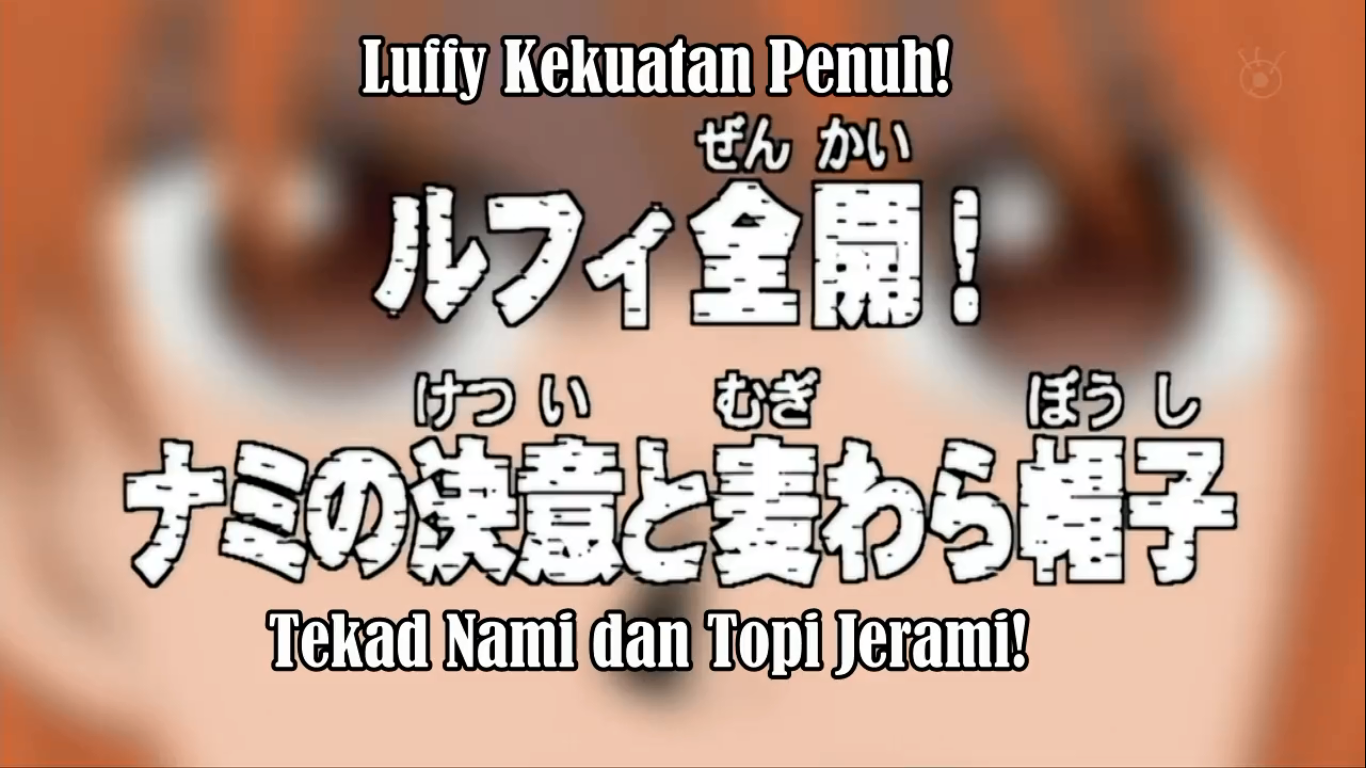 Luffy Kekuatan Penuh!
ぜんかい
ルフィ全開！
けつい むぎ ぼうし
ナミの決意と麦わら帽子
Tekad Nami dan Topi Jerami!